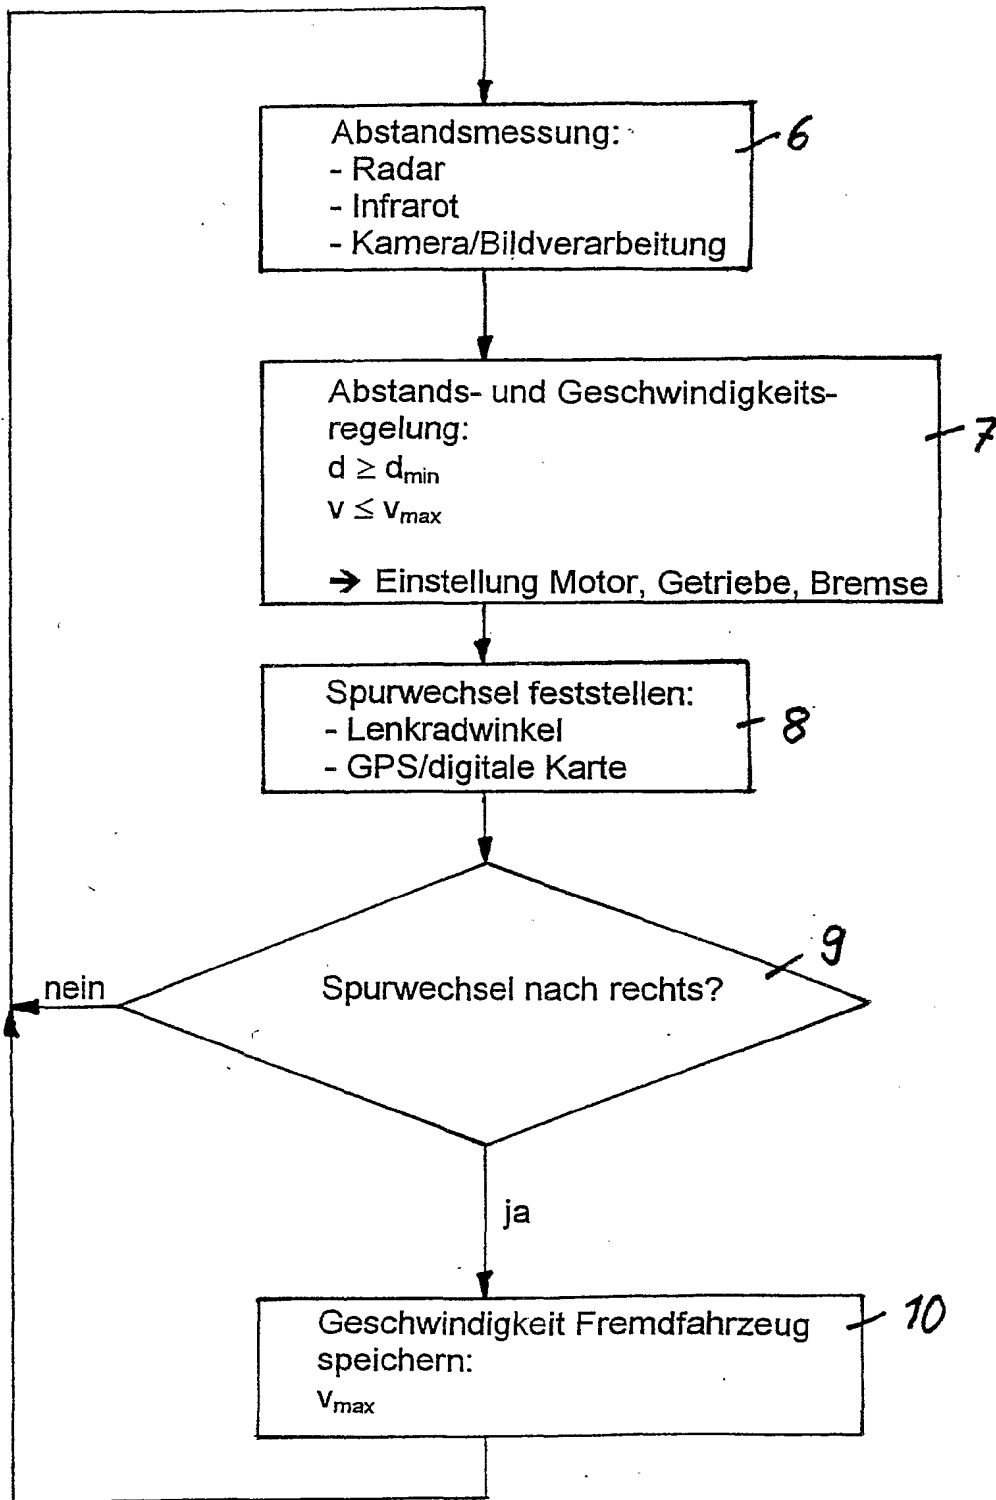 Abstandsmessung:
- Radar
- Infrarot
- Kamera/Bildverarbeitung
6
Abstands- und Geschwindigkeits-
regelung:
d ≥ dmin
v ≤ vmax
→ Einstellung Motor, Getriebe, Bremse
7
Spurwechsel feststellen:
- Lenkradwinkel
- GPS/digitale Karte
8
9
nein
Spurwechsel nach rechts?
ja
Geschwindigkeit Fremdfahrzeug
speichern:
vmax
10